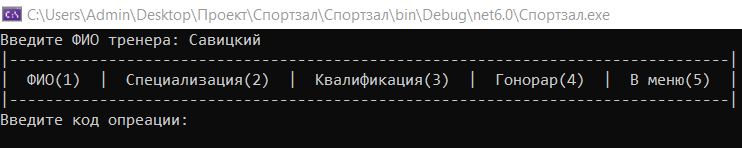 C:\Users\Admin\Desktop\Проект\Спортзал\Спортзал\bin\Debug\net6.0\Спортзал.exe
Введите ФИО тренера: Савицкий
|------------------------------------------------------------------------|
|  ФИО(1)  |  Специализация(2)  |  Квалификация(3)  |  Гонорар(4)  |  В меню(5)  |
|------------------------------------------------------------------------|
Введите код опреации: